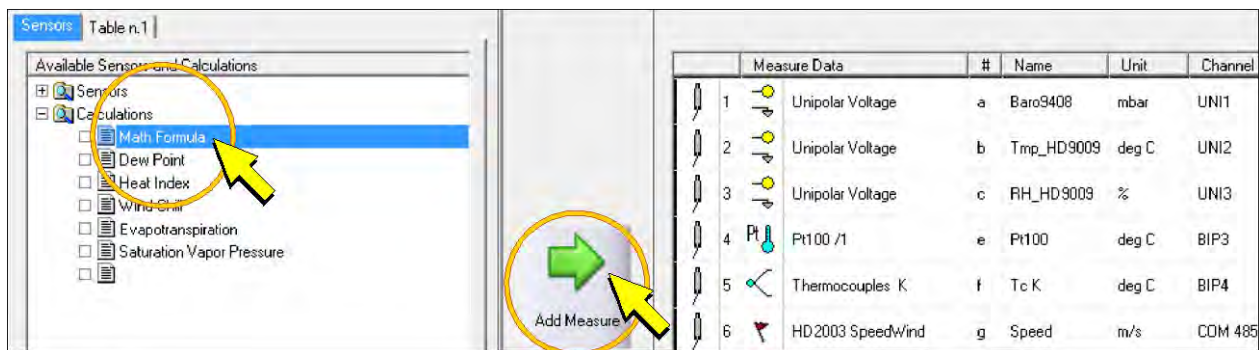 Sensors Table n.1
Available Sensors and Calculations
Sensors
Calculations
Math Formula
Dew Point
Heat Index
Wind Chill
Evapotranspiration
Saturation Vapor Pressure
Add Measure
Measure Data # Name Unit Channel
1 Unipolar Voltage a Baro9408 mbar UNI1
2 Unipolar Voltage b Tmp_HD9009 deg C UNI2
3 Unipolar Voltage c RH_HD9009 % UNI3
4 Pt Pt100 /1 e Pt100 deg C BIP3
5 Thermocouples K f Tc K deg C BIP4
6 HD2003 SpeedWind g Speed m/s COM 485